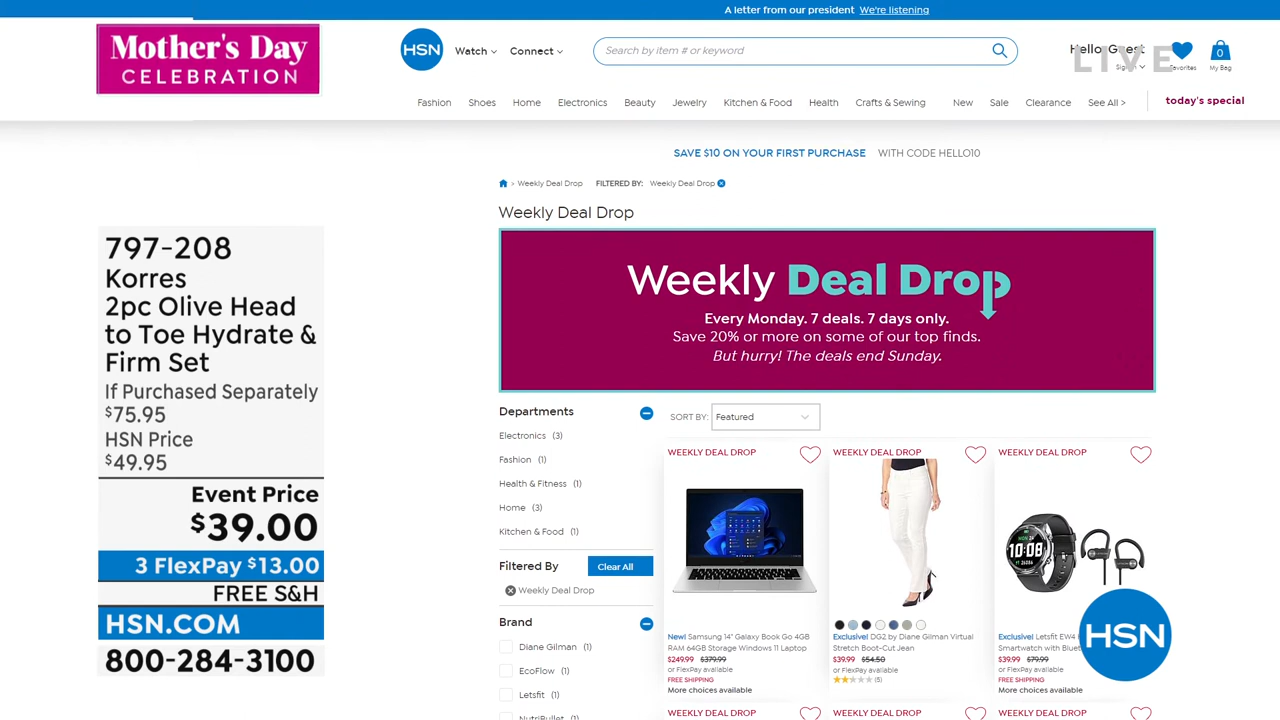 A letter from our president We're listening
Mother's Day
CELEBRATION
HSN
Watch
Connect
Search by item # or keyword
Hello, Guest
LIVE
Favorites
0
My Bag
Fashion Shoes Home Electronics Beauty Jewelry Kitchen & Food Health Crafts & Sewing New Sale Clearance See All >
today's special
SAVE $10 ON YOUR FIRST PURCHASE WITH CODE HELLO10
> Weekly Deal Drop FILTERED BY: Weekly Deal Drop
Weekly Deal Drop
797-208
Korres
2pc Olive Head
to Toe Hydrate &
Firm Set
If Purchased Separately
$75.95
HSN Price
$49.95
Event Price
$39.00
3 FlexPay $13.00
FREE S&H
HSN.COM
800-284-3100
Weekly Deal Drop
Every Monday. 7 deals. 7 days only.
Save 20% or more on some of our top finds.
But hurry! The deals end Sunday.
Departments
Electronics (3)
Fashion (1)
Health & Fitness (1)
Home (3)
Kitchen & Food (1)
Filtered By
Clear All
Weekly Deal Drop
Brand
Diane Gilman (1)
EcoFlow (1)
Letsfit (1)
NutriBullet (1)
SORT BY: Featured
WEEKLY DEAL DROP
New! Samsung 14" Galaxy Book Go 4GB
RAM 64GB Storage Windows 11 Laptop
$249.99 $379.99
or FlexPay available
FREE SHIPPING
More choices available
WEEKLY DEAL DROP
Exclusive! DG2 by Diane Gilman Virtual
Stretch Boot-Cut Jean
$39.99 $54.50
or FlexPay available
(5)
WEEKLY DEAL DROP
10:08
Exclusive! Letsfit EW4
Smartwatch with
$39.99 $79.99
or FlexPay available
FREE SHIPPING
More choices available
HSN
WEEKLY DEAL DROP
WEEKLY DEAL DROP
WEEKLY DEAL DROP